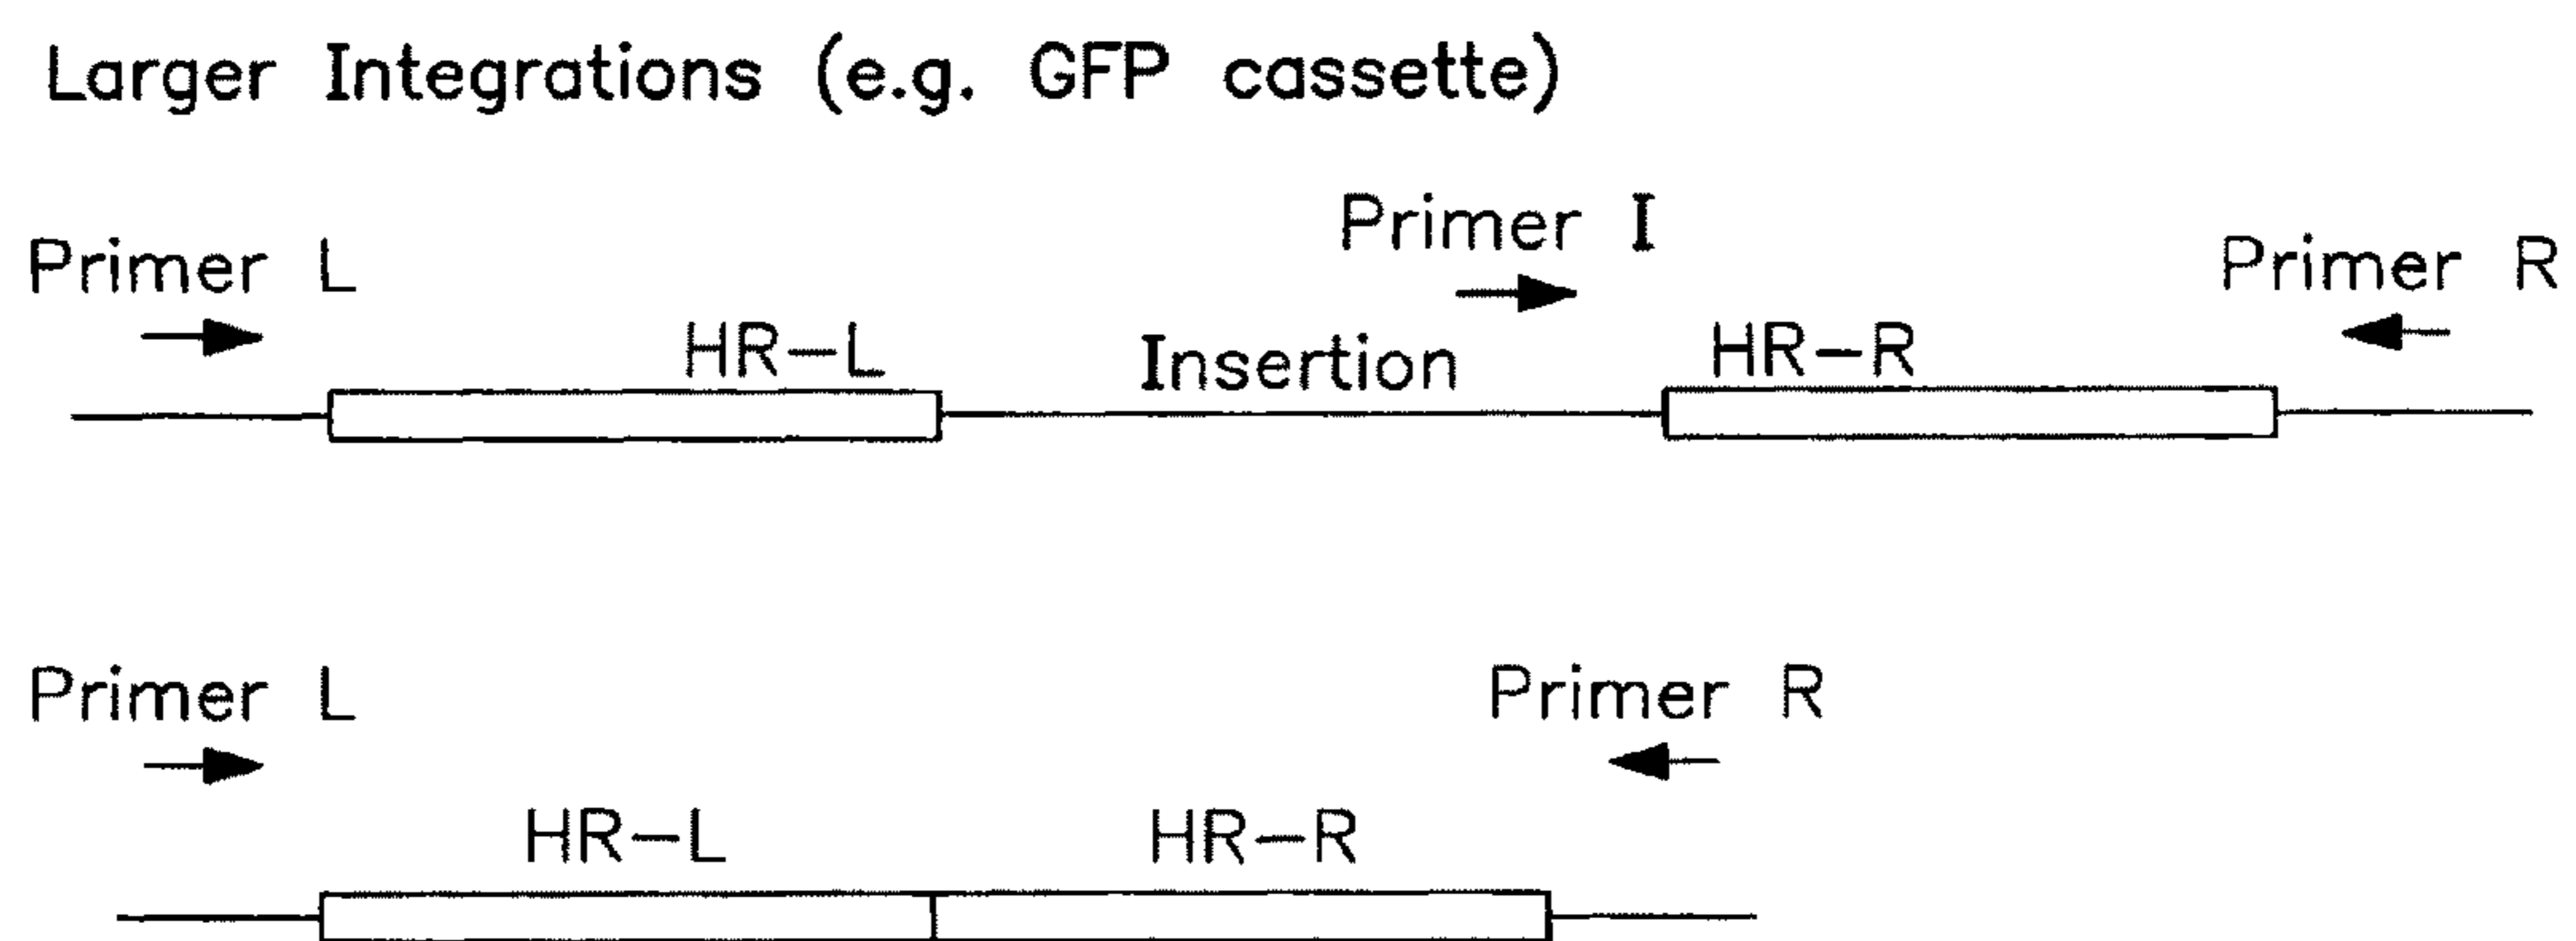 Larger Integrations (e.g. GFP cassette)
Primer I
Primer L
Primer R
HR-L
Insertion
HR-R
Primer L
Primer R
HR-L
HR-R